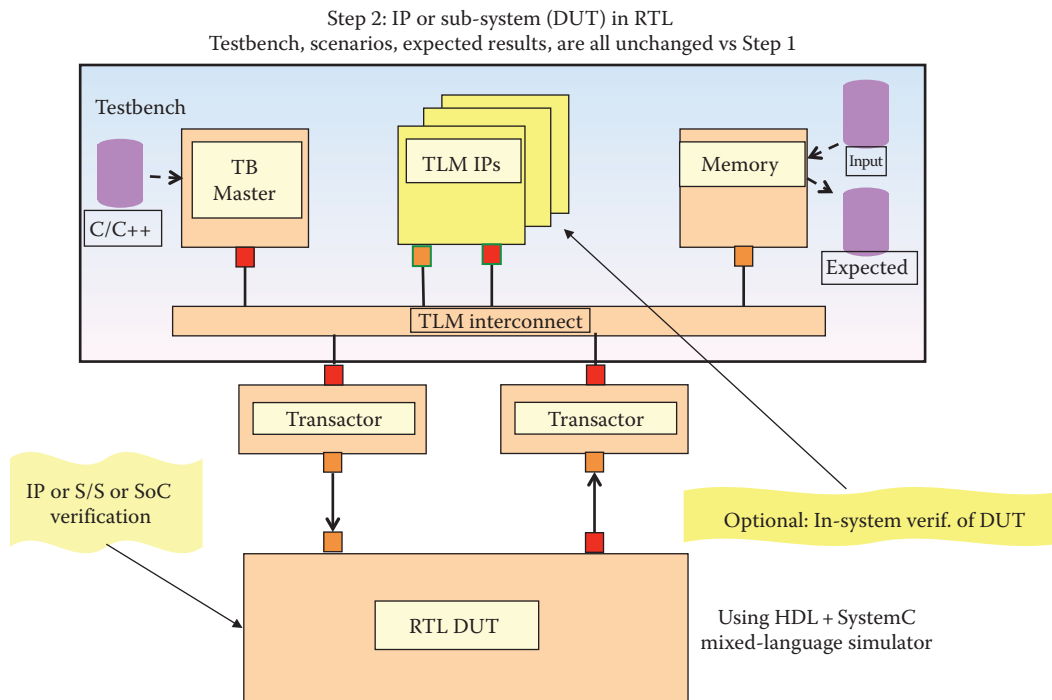 Step 2: IP or sub-system (DUT) in RTL
Testbench, scenarios, expected results, are all unchanged vs Step 1
Testbench
C/C++
TB
Master
TLM IPs
Memory
Input
Expected
TLM interconnect
Transactor
Transactor
IP or S/S or SoC
verification
Optional: In-system verif. of DUT
RTL DUT
Using HDL + SystemC
mixed-language simulator